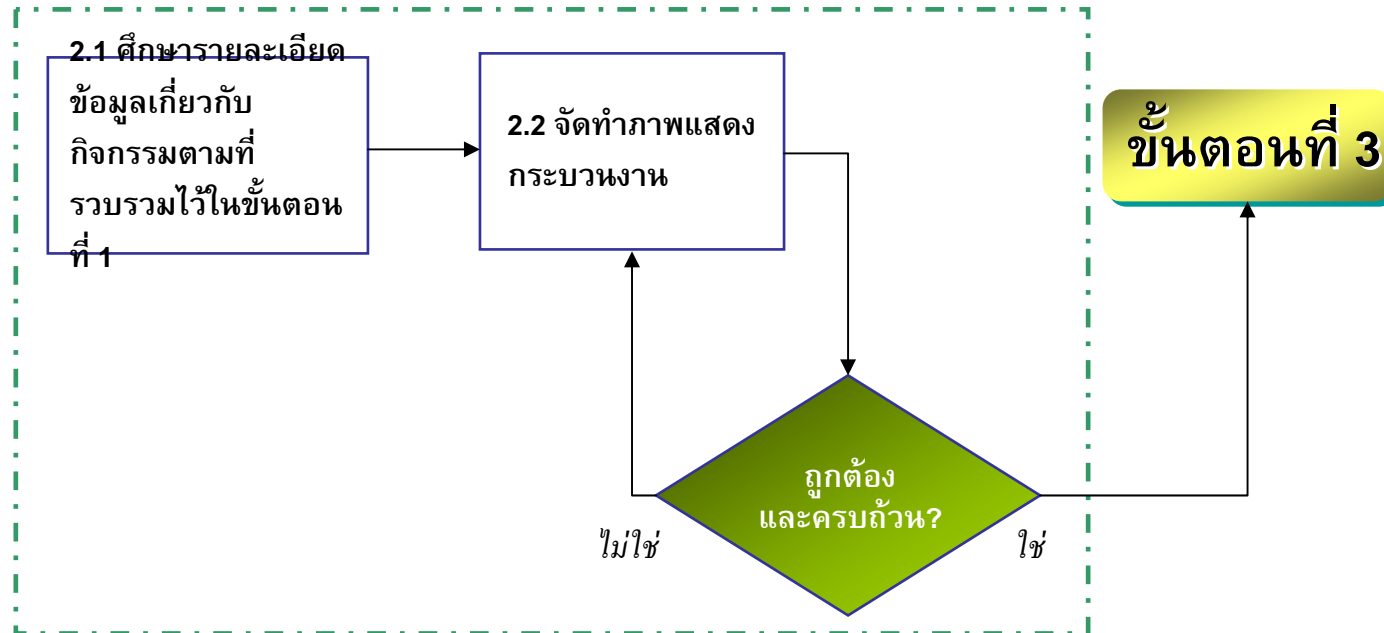 2.1 ศึกษารายละเอียด
ข้อมูลเกี่ยวกับ
กิจกรรมตามที่
รวบรวมไว้ในขั้นตอน
ที่ 1
2.2 จัดทำภาพแสดง
กระบวนงาน
ขั้นตอนที่ 3
ถูกต้อง
และครบถ้วน?
ไม่ใช่
ใช่